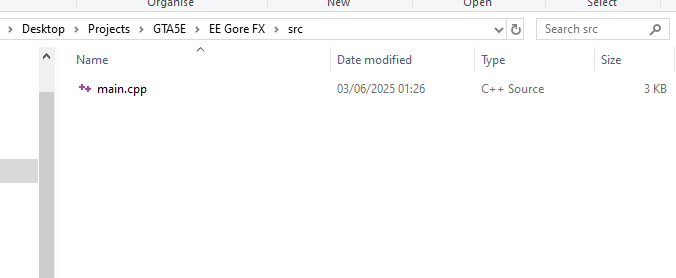 Organise New Open Select
Desktop Projects GTA5E EE Gore FX src Search src
Name Date modified Type Size
main.cpp 03/06/2025 01:26 C++ Source 3 KB